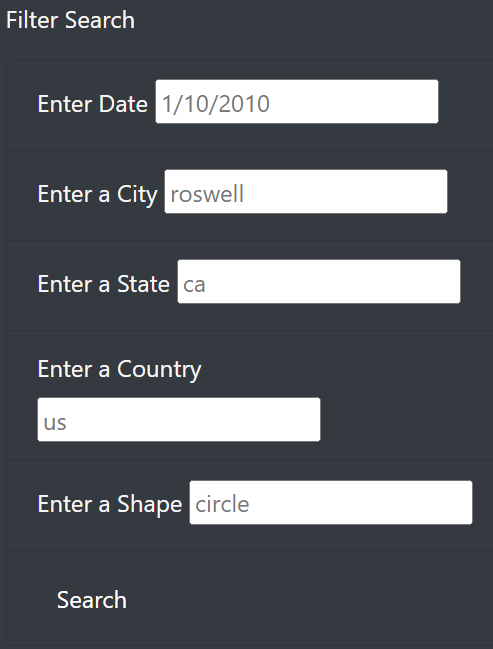 Filter Search
Enter Date 1/10/2010
Enter a City roswell
Enter a State ca
Enter a Country
us
Enter a Shape circle
Search